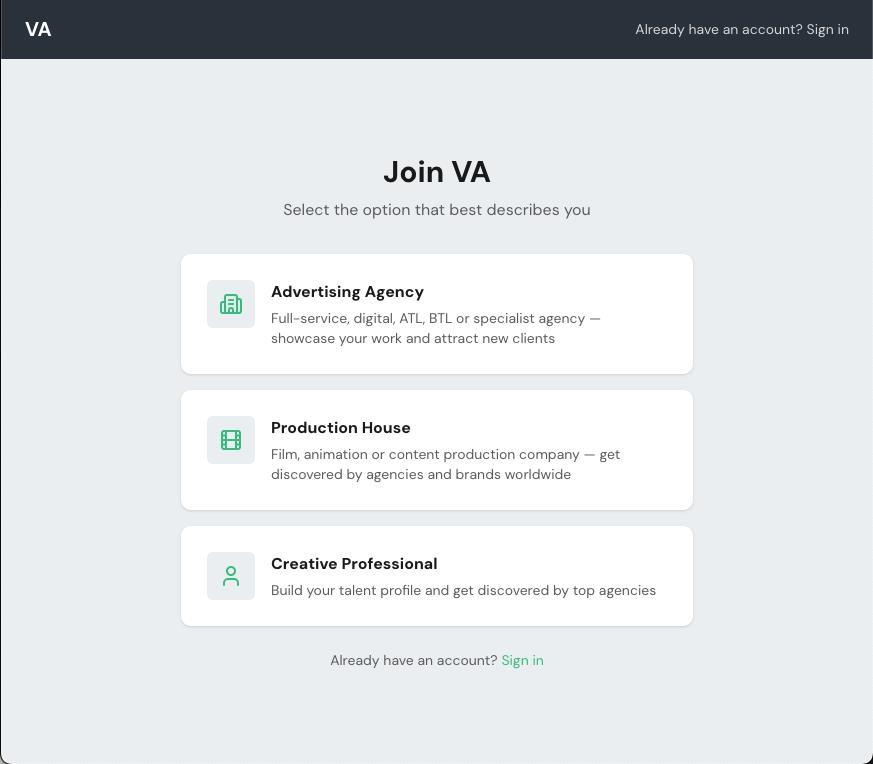 VA
Already have an account? Sign in
Join VA
Select the option that best describes you
Advertising Agency
Full-service, digital, ATL, BTL or specialist agency —
showcase your work and attract new clients
Production House
Film, animation or content production company — get
discovered by agencies and brands worldwide
Creative Professional
Build your talent profile and get discovered by top agencies
Already have an account? Sign in